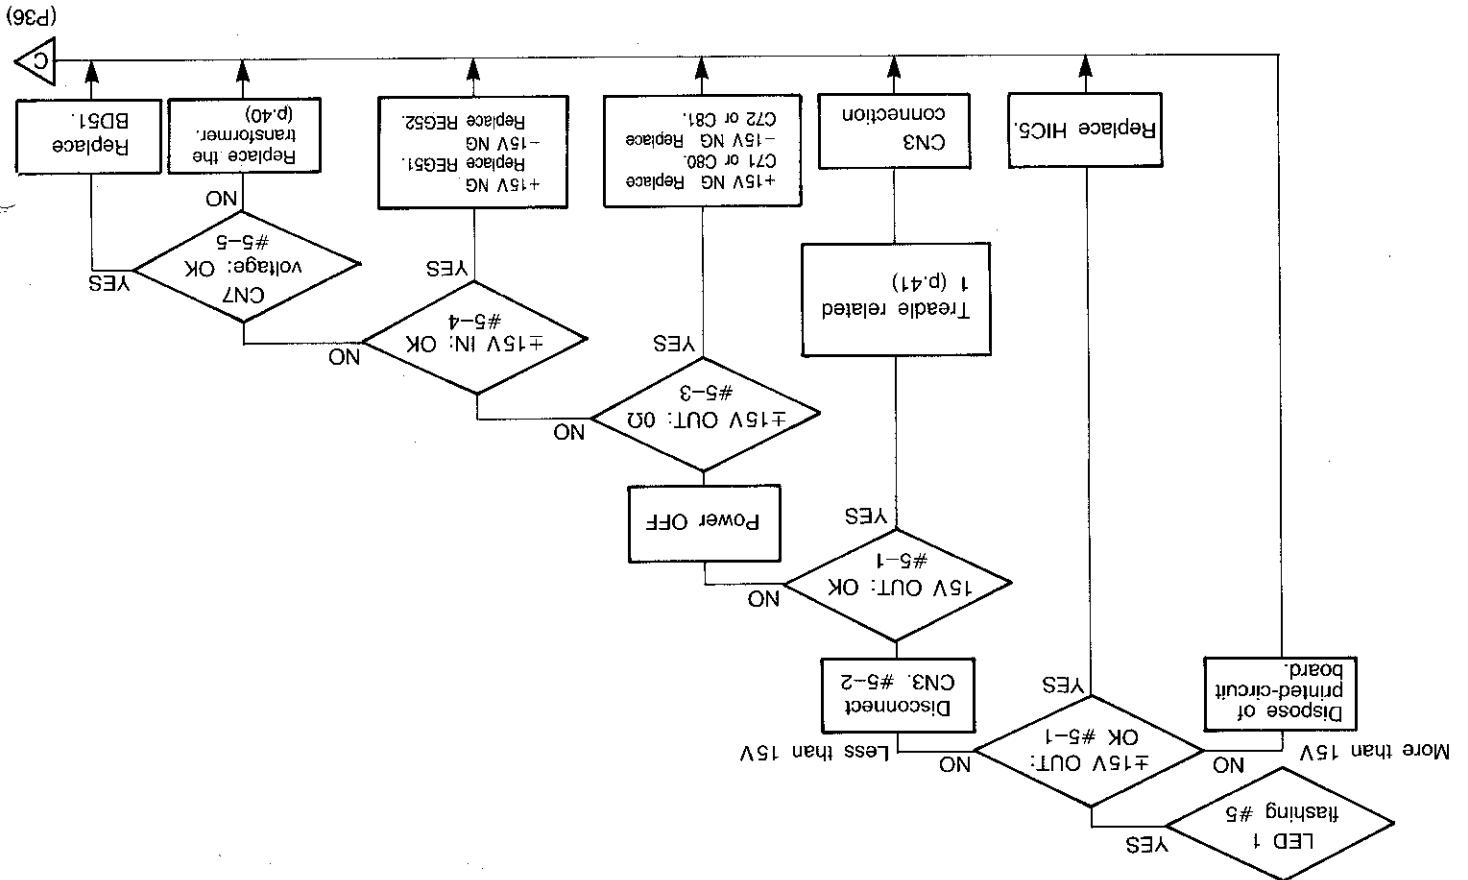 LED 1
flashing #5
YES
More than 15V
NO
±15V OUT:
OK #5-1
NO
Less than 15V
Dispose of
printed-circuit
board.
YES
Disconnect
CN3. #5-2
15V OUT: OK
#5-1
NO
YES
Power OFF
±15V OUT: 0Ω
#5-3
NO
YES
±15V IN: OK
#5-4
NO
YES
CN7
voltage: OK
#5-5
YES
NO
Treadle related
1 (p.41)
Replace HIC5.
CN3
connection
+15V NG Replace
C71 or C80.
−15V NG Replace
C72 or C81.
+15V NG
Replace REG51.
−15V NG
Replace REG52.
Replace the
transformer.
(p.40)
Replace
BD51.
C
(P36)